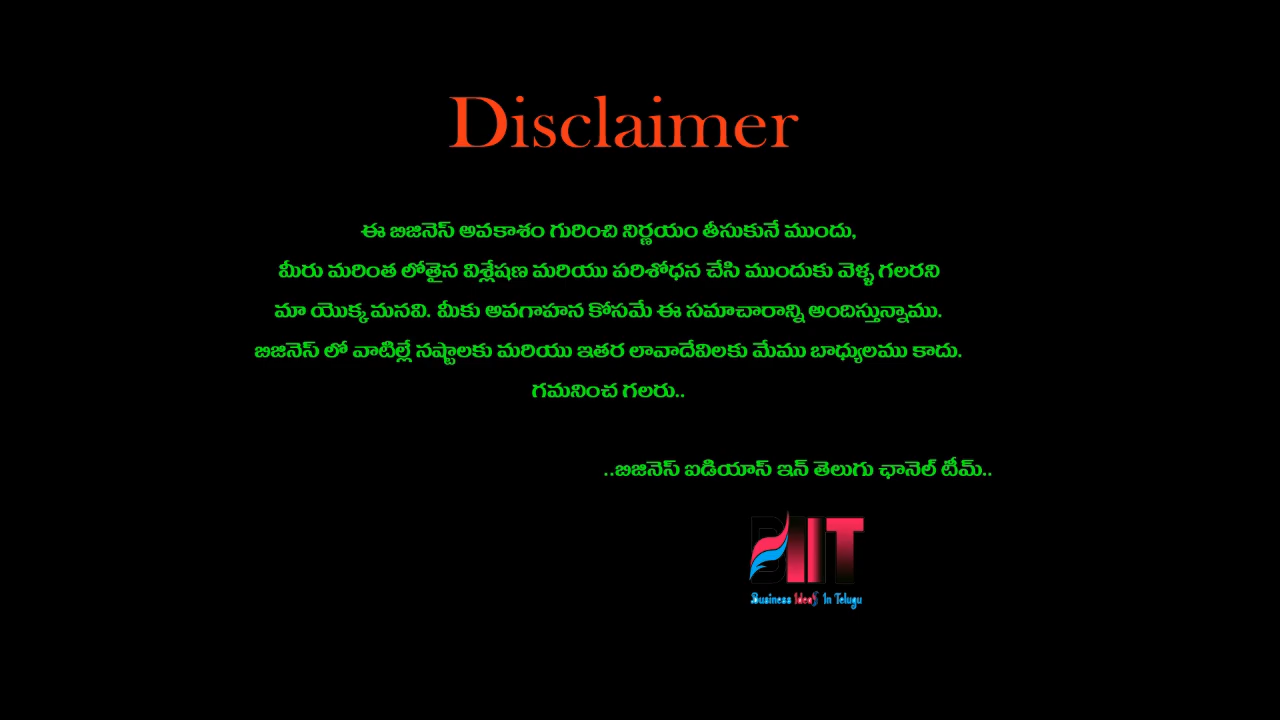 Disclaimer
ఈ బిజినెస్ అవకాశం గురించి నిర్ణయం తీసుకునే ముందు,
మీరు మరింత లోతైన విశ్లేషణ మరియు పరిశోధన చేసి ముందుకు వెళ్ళ గలరని
మా యొక్క మనవి. మీకు అవగాహన కోసమే ఈ సమాచారాన్ని అందిస్తున్నాము.
బిజినెస్ లో వాటిల్లే నష్టాలకు మరియు ఇతర లావాదేవిలకు మేము బాధ్యులము కాదు.
గమనించ గలరు..
..బిజినెస్ ఐడియాస్ ఇన్ తెలుగు ఛానెల్ టీమ్..
BIIT
Business Ideas In Telugu